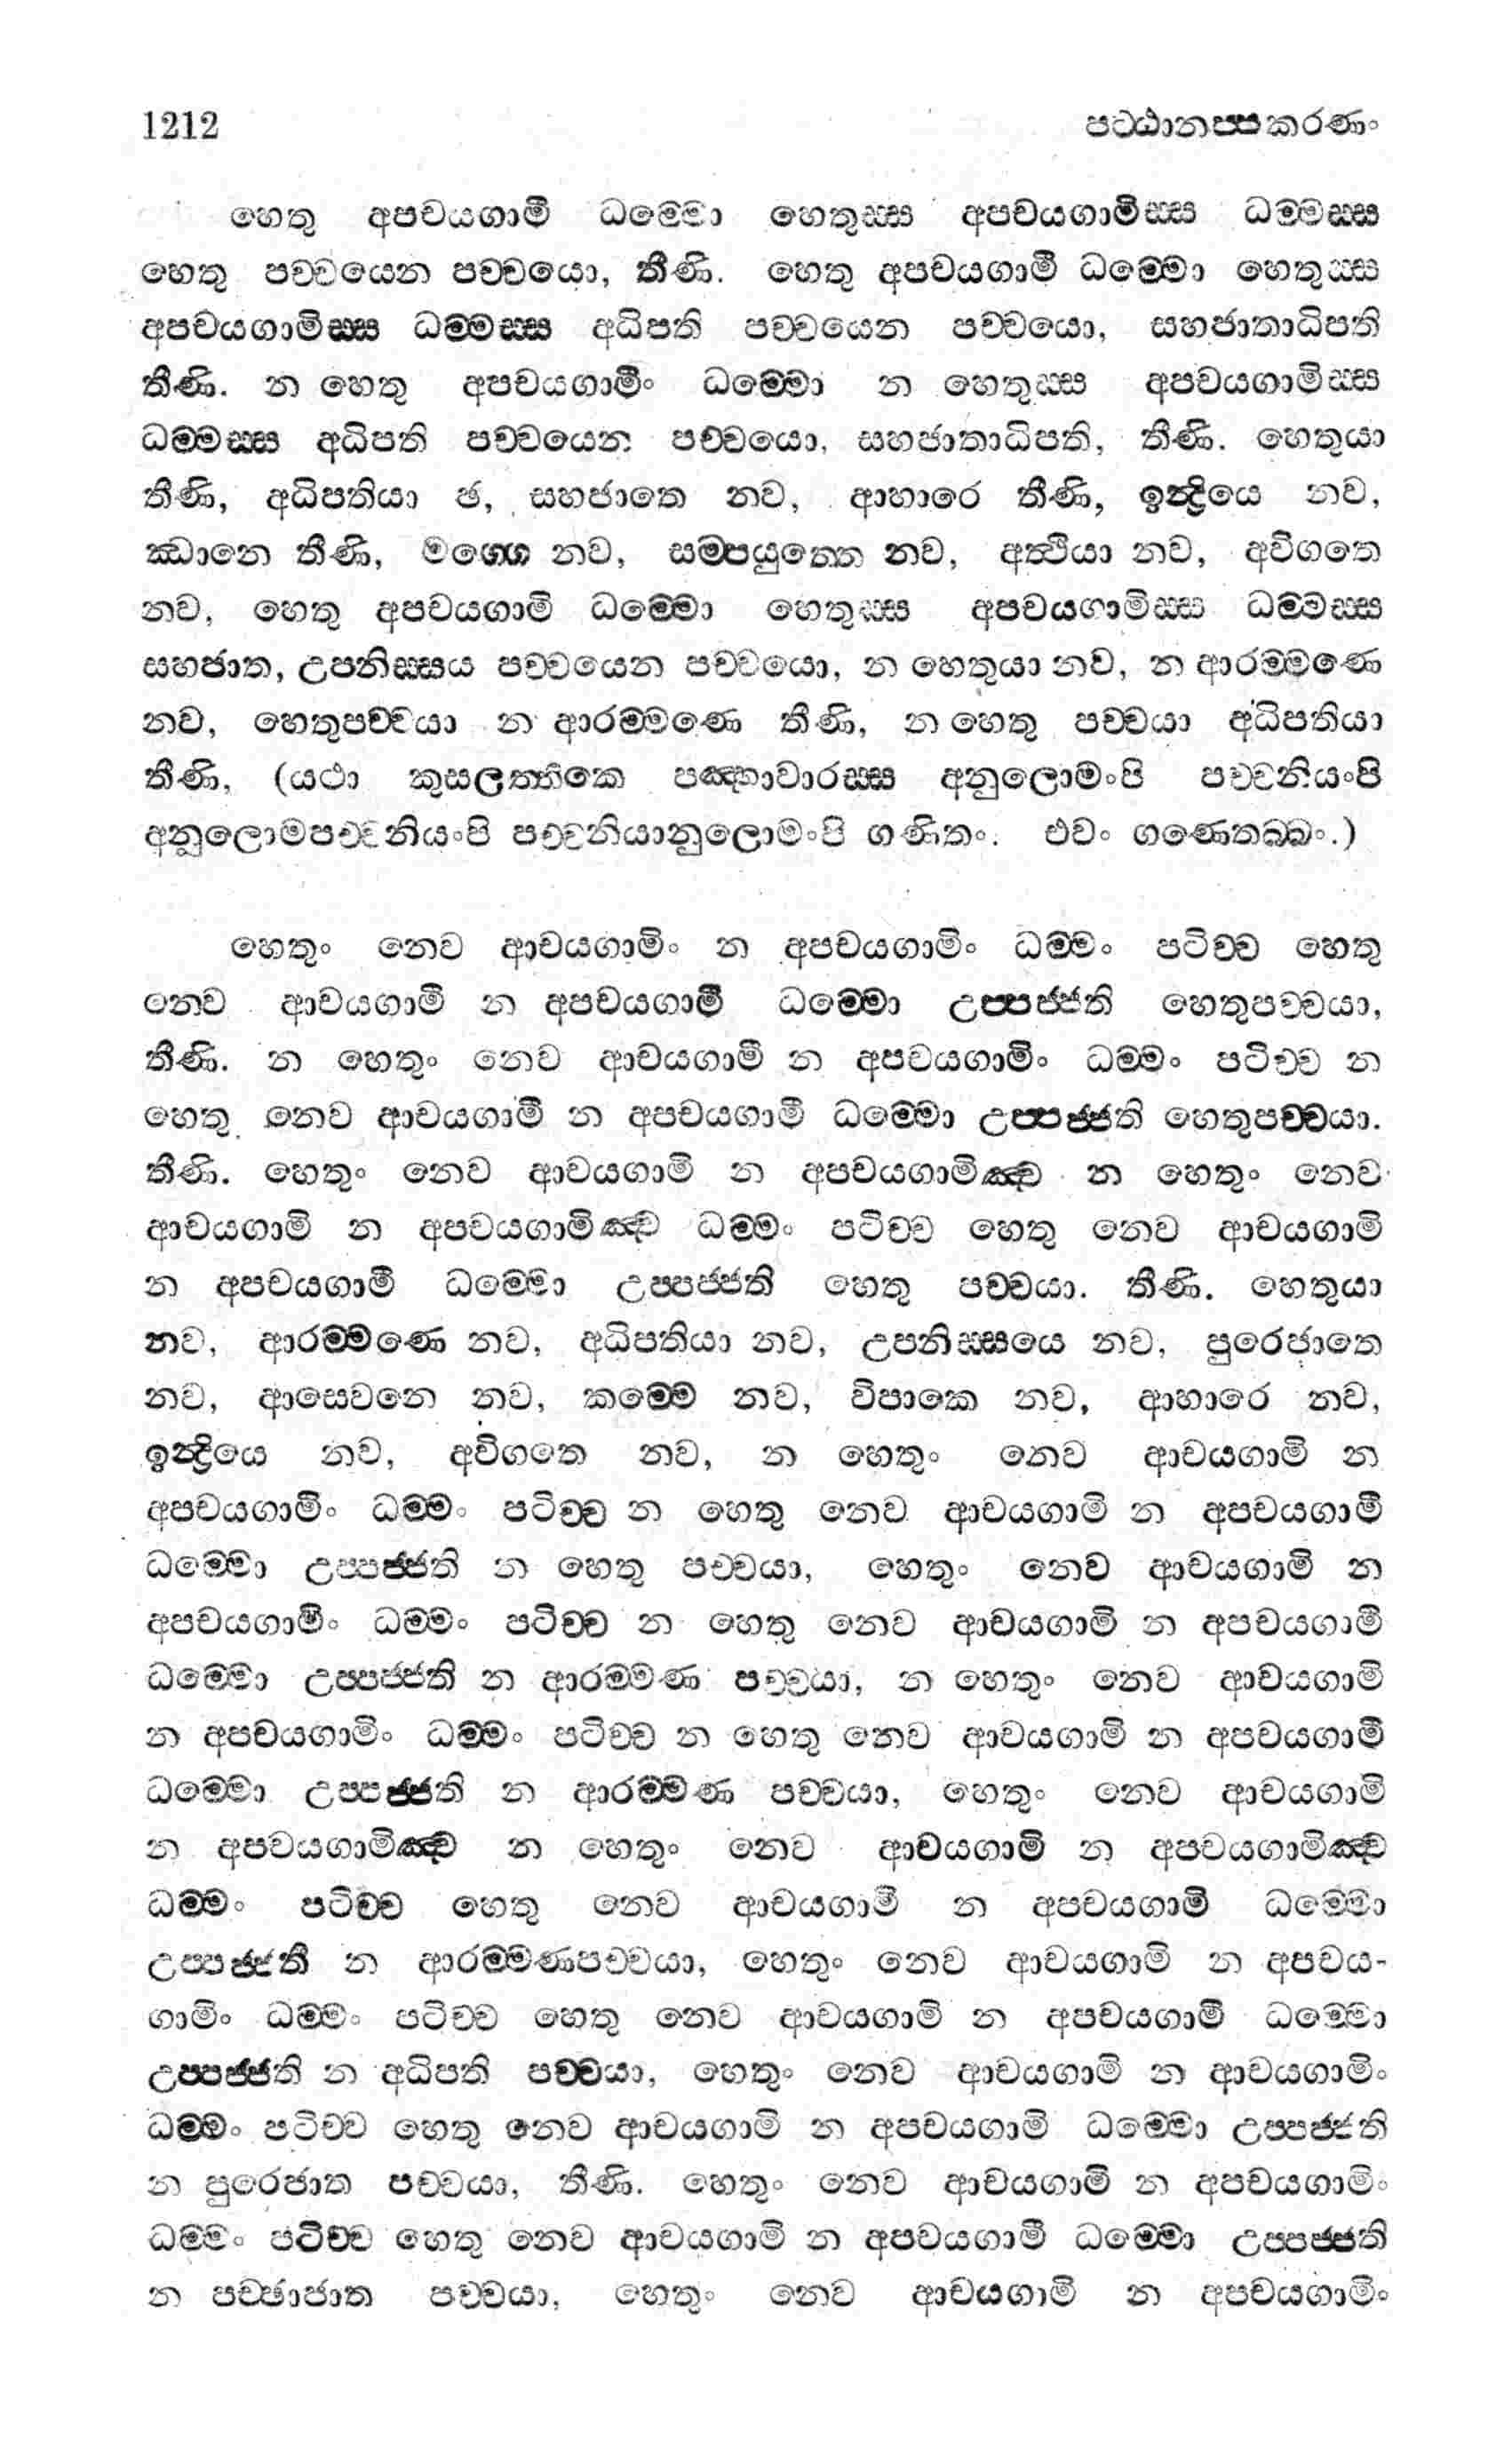 1212 පට්ඨානප්පකරණං
හෙතු අපචයගාමී ධම්මො හෙතුස්ස අපචයගාමිස්ස ධම්මස්ස
හෙතු පච්චයෙන පච්චයො, තීණි. හෙතු අපචයගාමී ධම්මො හෙතුස්ස
අපචයගාමිස්ස ධම්මස්ස අධිපති පච්චයෙන පච්චයො, සහජාතාධිපති
තීණි. න හෙතු අපචයගාමීං ධම්මො න හෙතුස්ස අපචයගාමිස්ස
ධම්මස්ස අධිපති පච්චයෙන පච්චයො, සහජාතාධිපති, තීණි. හෙතුයා
තීණි, අධිපතියා ඡ, සහජාතෙ නව, ආහාරෙ තීණි, ඉන්ද්‍රියෙ නව,
ඣානෙ තීණි, මග්ගෙ නව, සම්පයුත්තෙ නව, අත්ථියා නව, අවිගතෙ
නව, හෙතු අපචයගාමි ධම්මො හෙතුස්ස අපචයගාමිස්ස ධම්මස්ස
සහජාත, උපනිස්සය පච්චයෙන පච්චයො, න හෙතුයා නව, න ආරම්මණෙ
නව, හෙතුපච්චයා න ආරම්මණෙ තීණි, න හෙතු පච්චයා අධිපතියා
තීණි, (යථා කුසලත්තිකෙ පඤ්හාවාරස්ස අනුලොමංපි පච්චනියංපි
අනුලොමපච්චනියංපි පච්චනියානුලොමංපි ගණිතං. එවං ගණෙතබ්බං.)
හෙතුං නෙව ආචයගාමිං න අපචයගාමිං ධම්මං පටිච්ච හෙතු
නෙව ආචයගාමී න අපචයගාමී ධම්මො උප්පජ්ජති හෙතුපච්චයා,
තීණි. න හෙතුං නෙව ආචයගාමී න අපචයගාමිං ධම්මං පටිච්ච න
හෙතු නෙව ආචයගාමී න අපචයගාමී ධම්මො උප්පජ්ජති හෙතුපච්චයා.
තීණි. හෙතුං නෙව ආචයගාමි න අපචයගාමිඤ්ච න හෙතුං නෙව
ආචයගාමි න අපචයගාමිඤ්ච ධම්මං පටිච්ච හෙතු නෙව ආචයගාමි
න අපචයගාමී ධම්මො උප්පජ්ජති හෙතු පච්චයා. තීණි. හෙතුයා
නව, ආරම්මණෙ නව, අධිපතියා නව, උපනිස්සයෙ නව, පුරෙජාතෙ
නව, ආසෙවනෙ නව, කම්මෙ නව, විපාකෙ නව, ආහාරෙ නව,
ඉන්ද්‍රියෙ නව, අවිගතෙ නව, න හෙතුං නෙව ආචයගාමි න
අපචයගාමීං ධම්මං පටිච්ච න හෙතු නෙව ආචයගාමි න අපචයගාමී
ධම්මො උප්පජ්ජති න හෙතු පච්චයා, හෙතුං නෙව ආචයගාමි න
අපචයගාමීං ධම්මං පටිච්ච න හෙතු නෙව ආචයගාමි න අපචයගාමී
ධම්මො උප්පජ්ජති න ආරම්මණ පච්චයා, න හෙතුං නෙව ආචයගාමි
න අපචයගාමිං ධම්මං පටිච්ච න හෙතු නෙව ආචයගාමි න අපචයගාමී
ධම්මො උප්පජ්ජති න ආරම්මණ පච්චයා, හෙතුං නෙව ආචයගාමි
න අපචයගාමිඤ්ච න හෙතුං නෙව ආචයගාමි න අපචයගාමිඤ්ච
ධම්මං පටිච්ච හෙතු නෙව ආචයගාමී න අපචයගාමී ධම්මො
උප්පජ්ජති න ආරම්මණපච්චයා, හෙතුං නෙව ආචයගාමි න අපචය-
ගාමිං ධම්මං පටිච්ච හෙතු නෙව ආචයගාමි න අපචයගාමී ධම්මො
උප්පජ්ජති න අධිපති පච්චයා, හෙතුං නෙව ආචයගාමි න ආචයගාමිං
ධම්මං පටිච්ච හෙතු නෙව ආචයගාමි න අපචයගාමි ධම්මො උප්පජ්ජති
න පුරෙජාත පච්චයා, තීණි. හෙතුං නෙව ආචයගාමී න අපචයගාමිං
ධම්මං පටිච්ච හෙතු නෙව ආචයගාමි න අපචයගාමී ධම්මො උප්පජ්ජති
න පච්ඡාජාත පච්චයා, හෙතුං නෙව ආචයගාමි න අපචයගාමිං